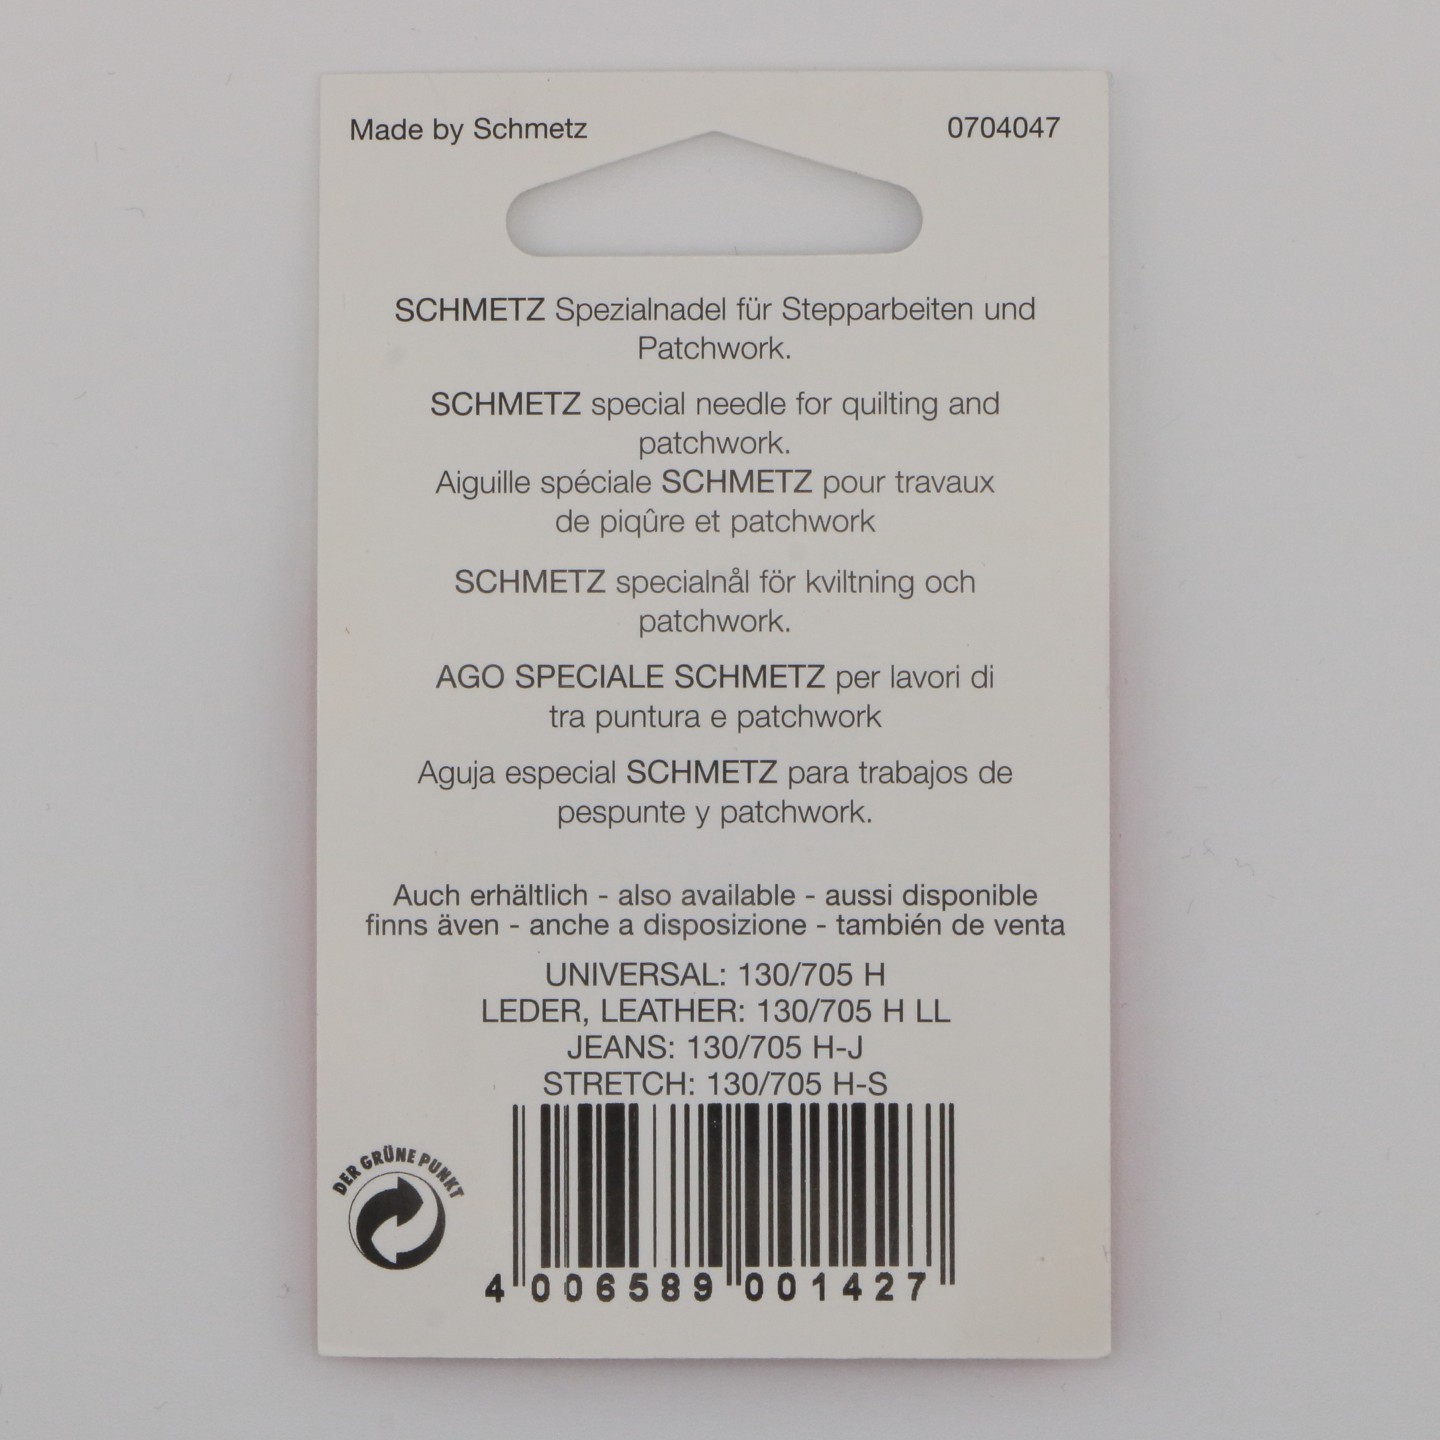 Made by Schmetz 0704047
SCHMETZ Spezialnadel für Stepparbeiten und
Patchwork.
SCHMETZ special needle for quilting and
patchwork.
Aiguille spéciale SCHMETZ pour travaux
de piqûre et patchwork
SCHMETZ specialnål för kviltning och
patchwork.
AGO SPECIALE SCHMETZ per lavori di
tra puntura e patchwork
Aguja especial SCHMETZ para trabajos de
pespunte y patchwork.
Auch erhältlich - also available - aussi disponible
finns även - anche a disposizione - también de venta
UNIVERSAL: 130/705 H
LEDER, LEATHER: 130/705 H LL
JEANS: 130/705 H-J
STRETCH: 130/705 H-S
DER GRÜNE PUNKT
4 006589 001427